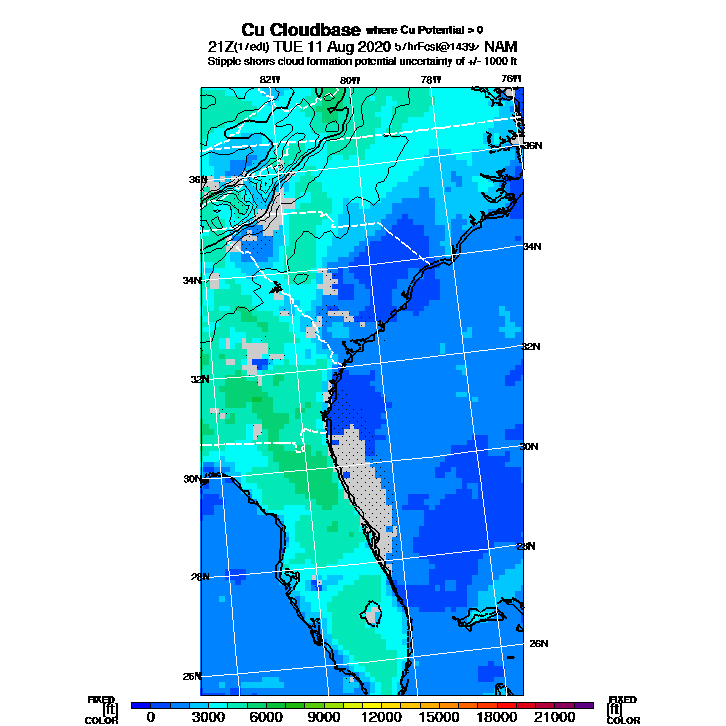 Cu Cloudbase where Cu Potential > 0
21Z(17edt) TUE 11 Aug 2020 57hrFcst@1439z NAM
Stipple shows cloud formation potential uncertainty of +/- 1000 ft
82W 80W 78W 76W
36N 36N
34N 34N
32N 32N
30N 30N
28N 28N
26N 26N
FIXED FIXED
[ft] [ft]
COLOR COLOR
0 3000 6000 9000 12000 15000 18000 21000